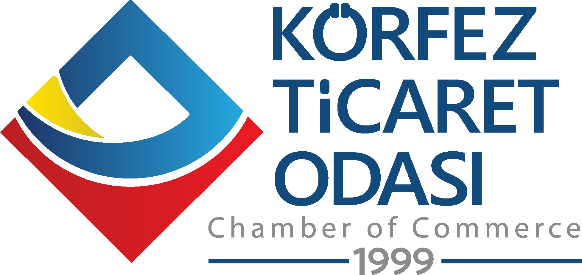 KÖRFEZ
TiCARET
ODASI
Chamber of Commerce
1999